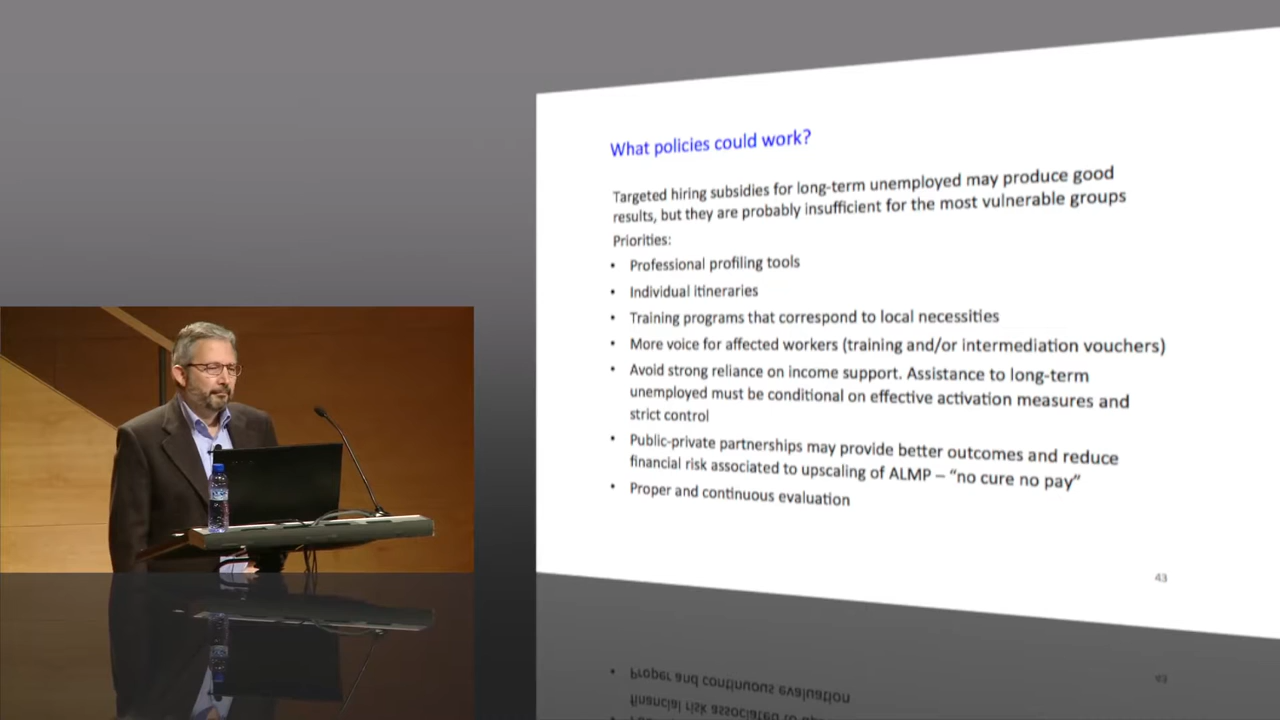 What policies could work?
Targeted hiring subsidies for long-term unemployed may produce good
results, but they are probably insufficient for the most vulnerable groups
Priorities:
• Professional profiling tools
• Individual itineraries
• Training programs that correspond to local necessities
• More voice for affected workers (training and/or intermediation vouchers)
• Avoid strong reliance on income support. Assistance to long-term
unemployed must be conditional on effective activation measures and
strict control
• Public-private partnerships may provide better outcomes and reduce
financial risk associated to upscaling of ALMP – “no cure no pay”
• Proper and continuous evaluation
43